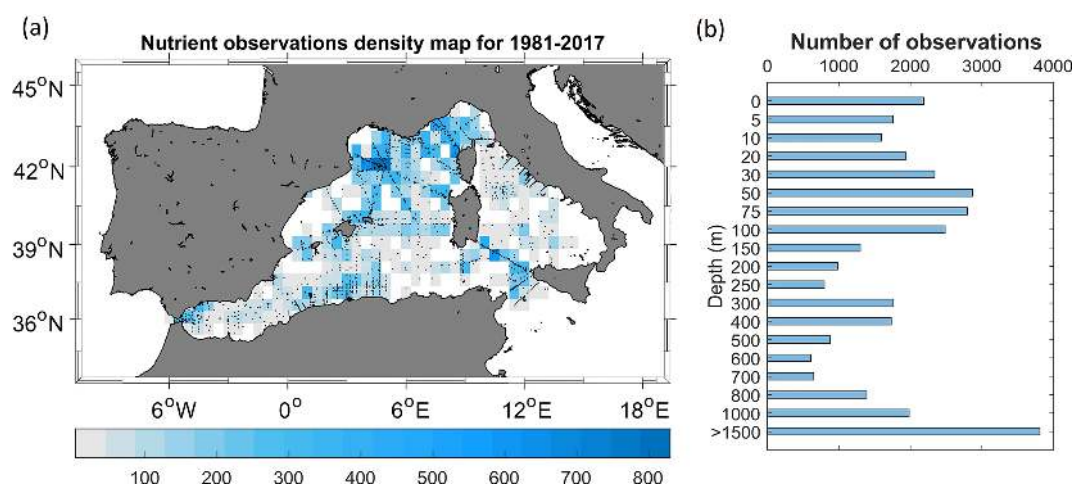 (a)
Nutrient observations density map for 1981-2017
45°N
42°N
39°N
36°N
6°W 0° 6°E 12°E 18°E
100 200 300 400 500 600 700 800
(b)
Number of observations
0 1000 2000 3000 4000
Depth (m)
0
5
10
20
30
50
75
100
150
200
250
300
400
500
600
700
800
1000
>1500